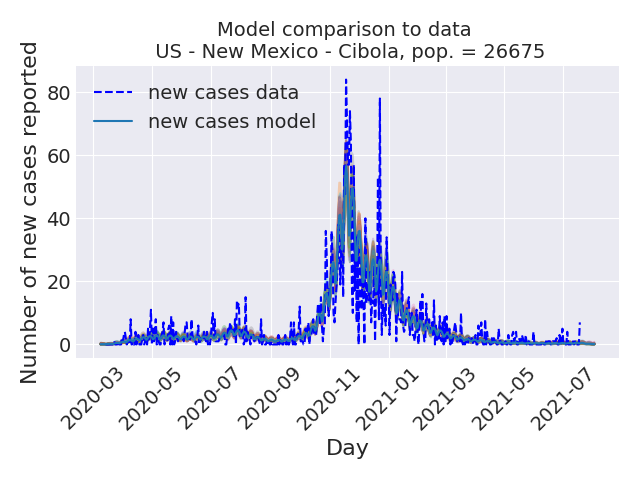 Model comparison to data
US - New Mexico - Cibola, pop. = 26675
Number of new cases reported
80
60
40
20
0
new cases data
new cases model
2020-03
2020-05
2020-07
2020-09
2020-11
2021-01
2021-03
2021-05
2021-07
Day